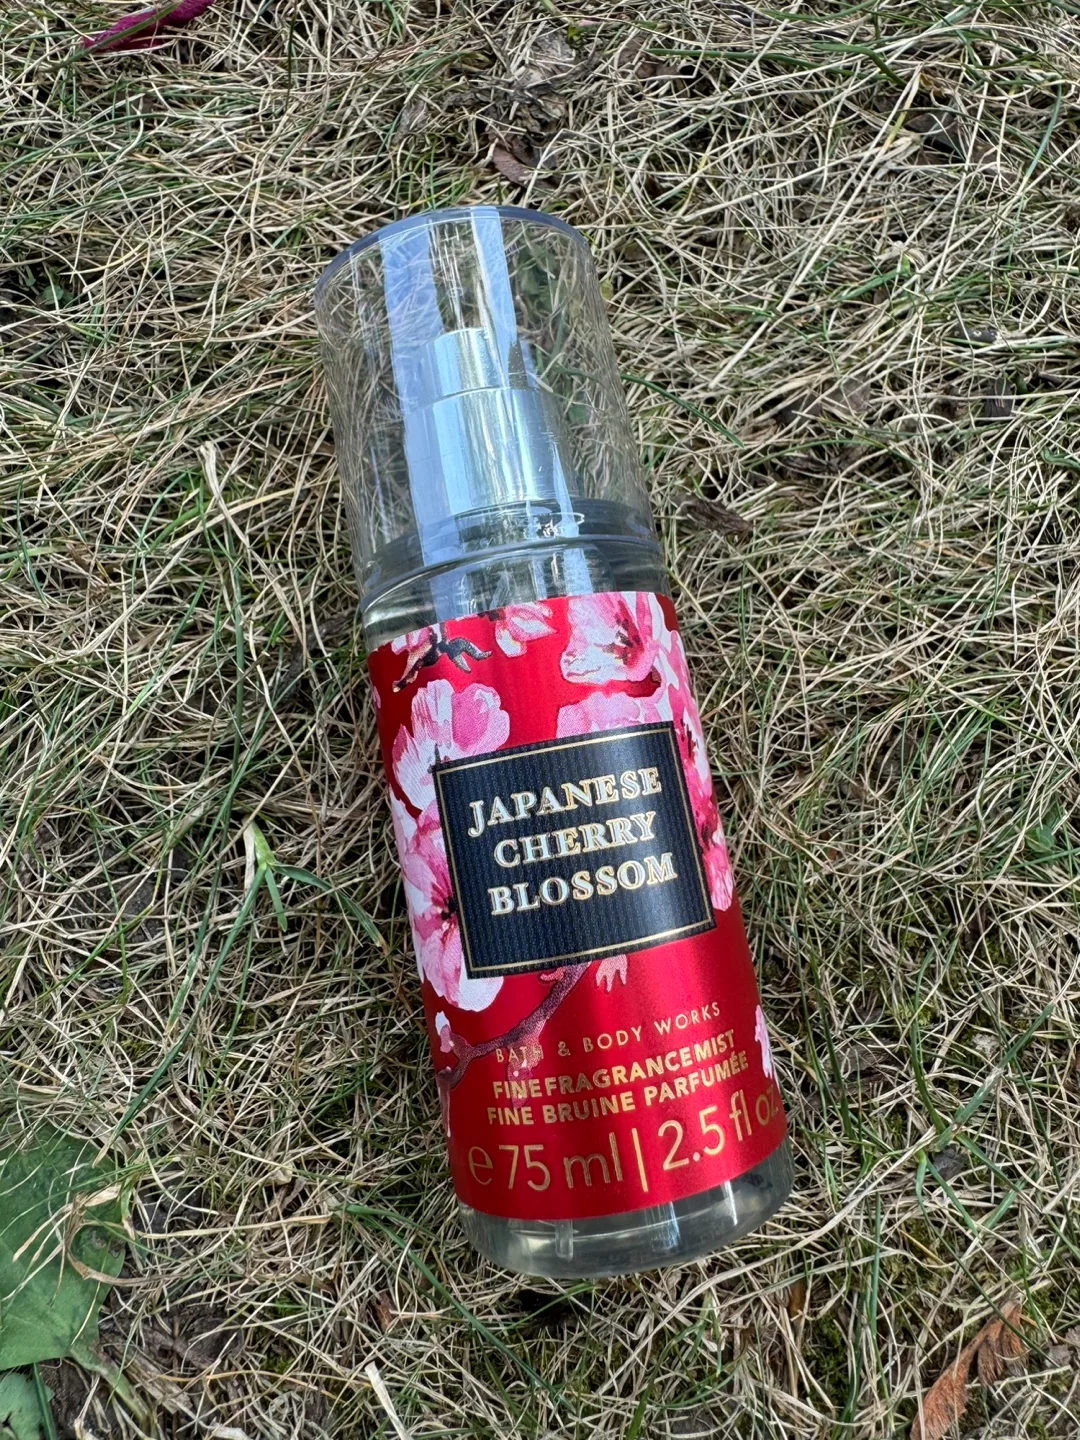 JAPANESE
CHERRY
BLOSSOM
BATH & BODY WORKS
FINE FRAGRANCE MIST
FINE BRUINE PARFUMÉE
e 75 ml | 2.5 fl oz